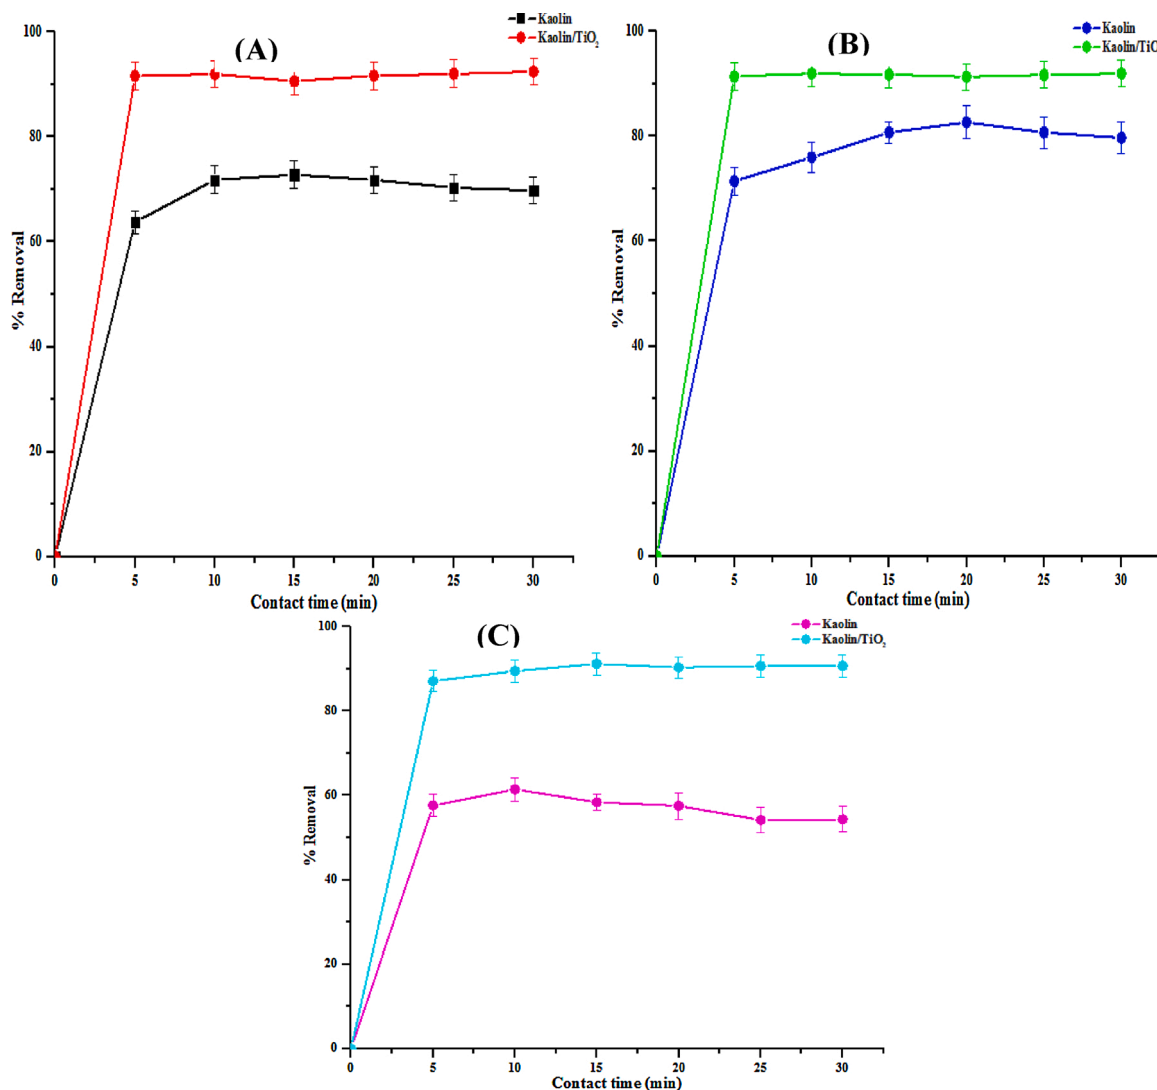 (A)
Kaolin
Kaolin/TiO₂
100
80
60
40
20
0
% Removal
0 5 10 15 20 25 30
Contact time (min)
(B)
Kaolin
Kaolin/TiO
100
80
60
40
20
0
% Removal
0 5 10 15 20 25 30
Contact time (min)
(C)
Kaolin
Kaolin/TiO₂
100
80
60
40
20
0
% Removal
0 5 10 15 20 25 30
Contact time (min)